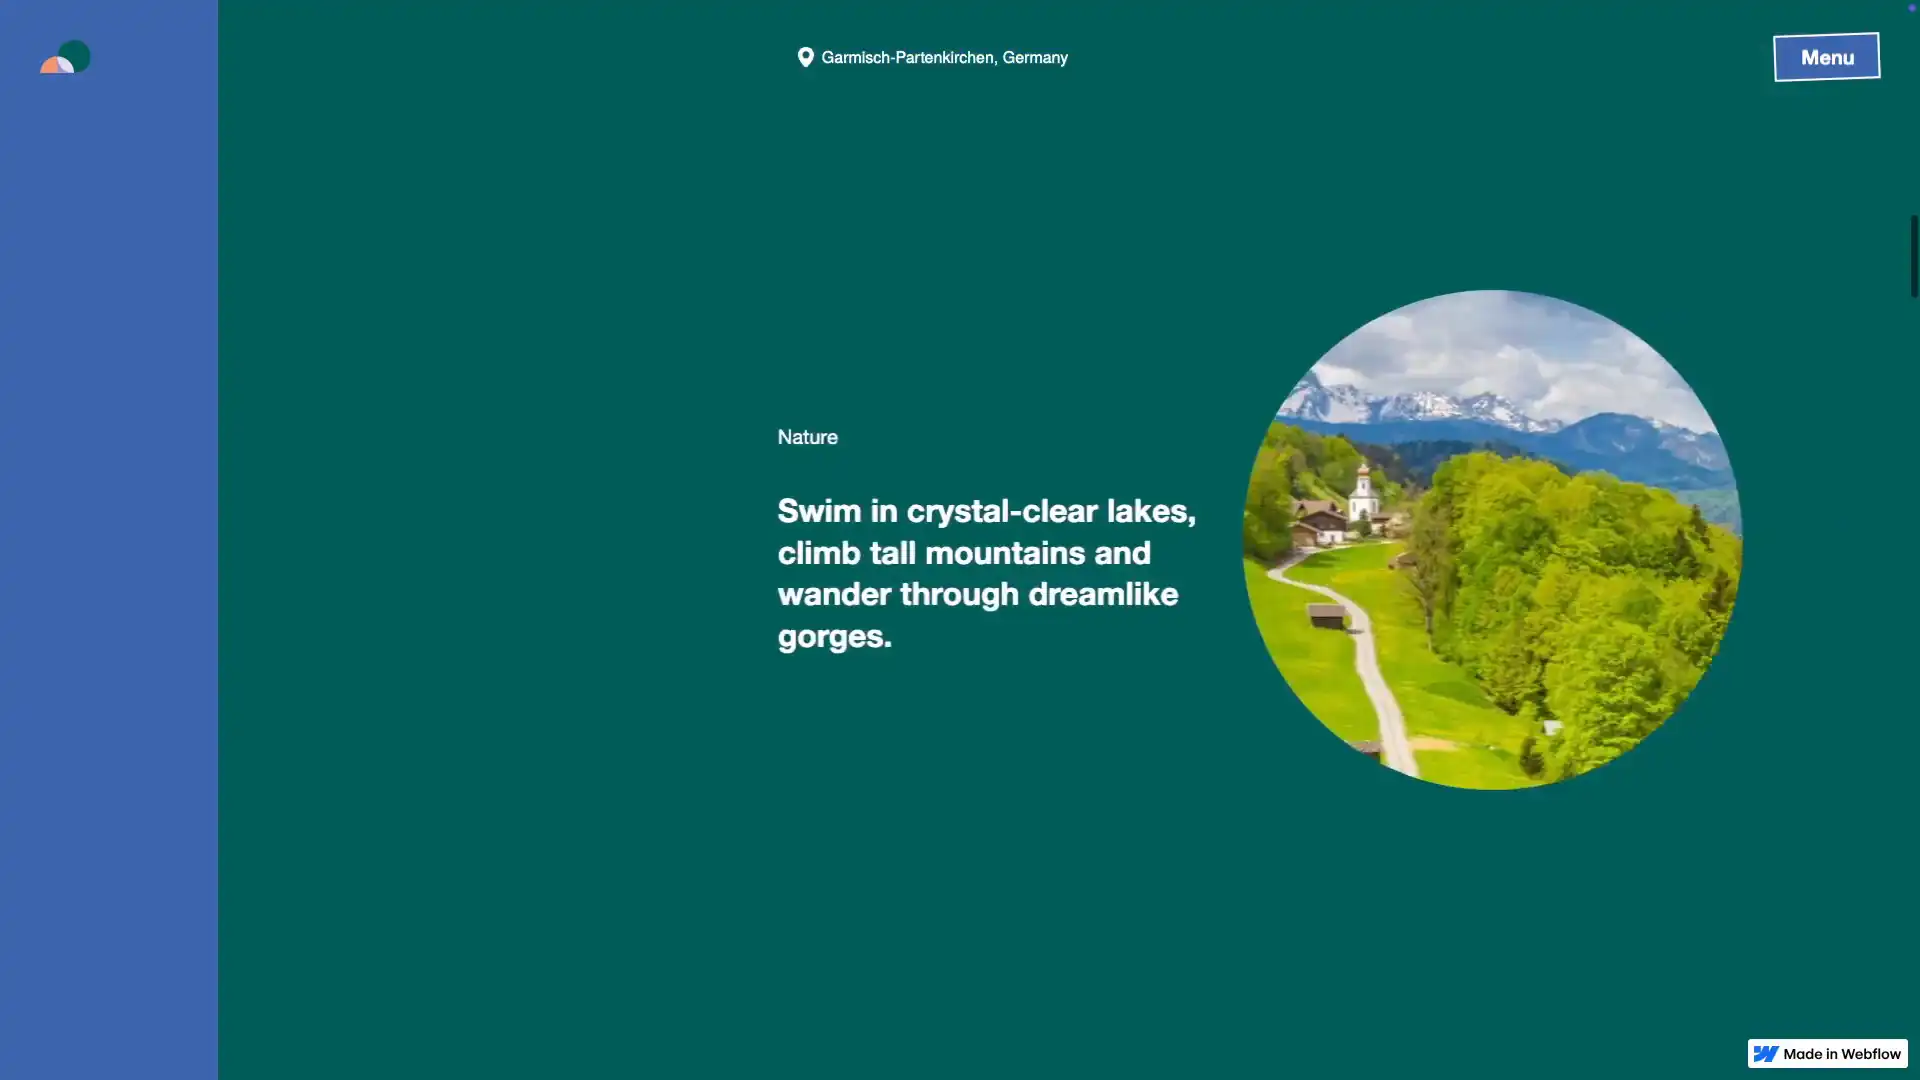 Garmisch-Partenkirchen, Germany
Menu
Nature
Swim in crystal-clear lakes,
climb tall mountains and
wander through dreamlike
gorges.
Made in Webflow